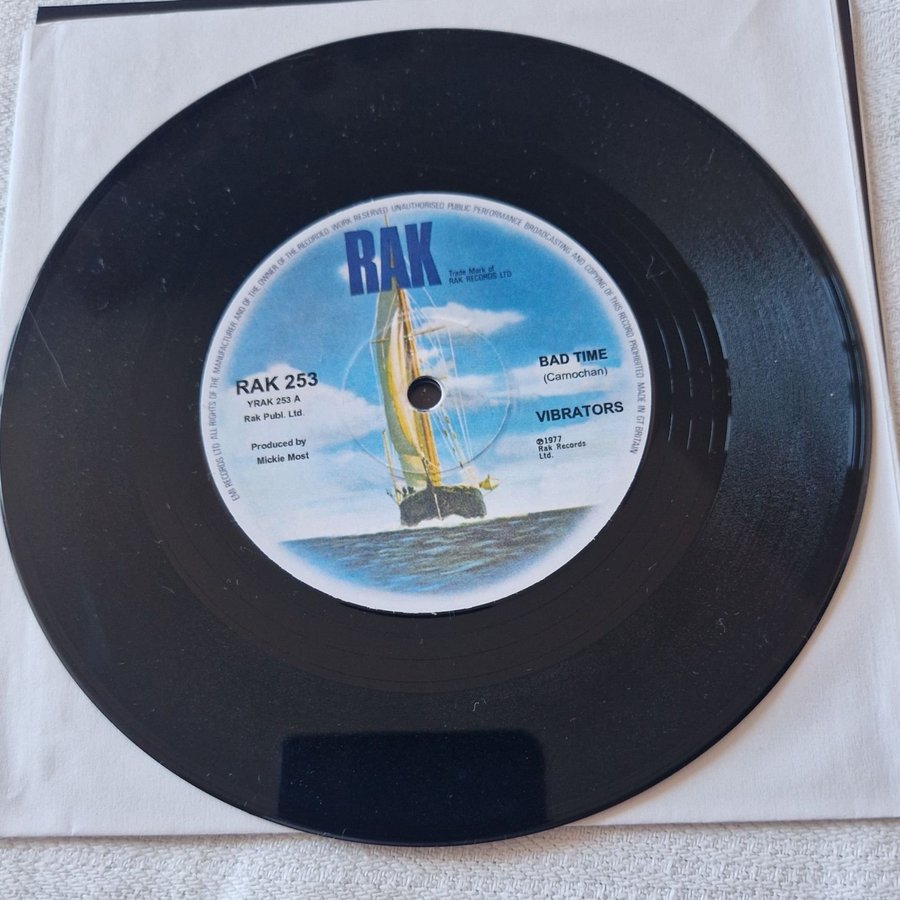 EMI RECORDS LTD ALL RIGHTS OF THE MANUFACTURER AND OF THE OWNER OF THE RECORDED WORK RESERVED UNAUTHORISED PUBLIC PERFORMANCE BROADCASTING AND COPYING OF THIS RECORD PROHIBITED MADE IN GT BRITAIN
RAK
Trade Mark of
RAK RECORDS LTD
RAK 253
YRAK 253 A
Rak Publ. Ltd.
Produced by
Mickie Most
BAD TIME
(Carnochan)
VIBRATORS
℗1977
Rak Records
Ltd.